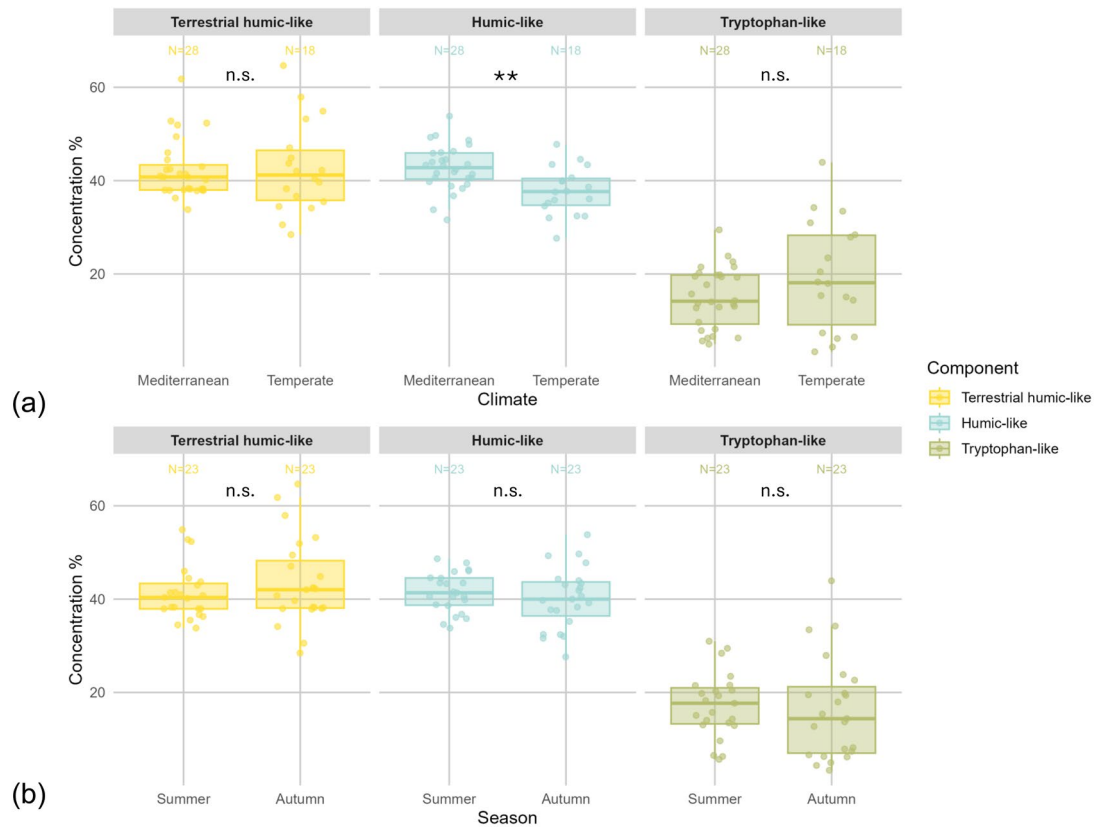 Terrestrial humic-like Humic-like Tryptophan-like
N=28 N=18 N=28 N=18 N=28 N=18
n.s. ** n.s.
60
40
20
Concentration %
Mediterranean Temperate Mediterranean Temperate Mediterranean Temperate
Climate
(a)
Terrestrial humic-like Humic-like Tryptophan-like
N=23 N=23 N=23 N=23 N=23 N=23
n.s. n.s. n.s.
60
40
20
Concentration %
Summer Autumn Summer Autumn Summer Autumn
Season
(b)
Component
Terrestrial humic-like
Humic-like
Tryptophan-like